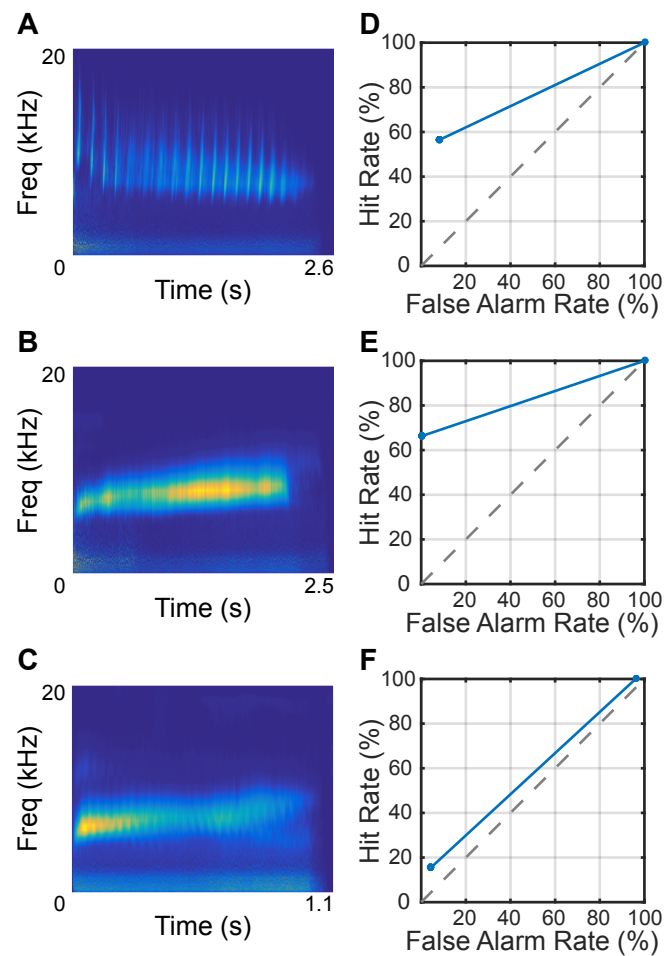 A
20
Freq (kHz)
0
2.6
Time (s)
D
100
80
60
40
20
0
Hit Rate (%)
20 40 60 80 100
False Alarm Rate (%)
B
20
Freq (kHz)
0
2.5
Time (s)
E
100
80
60
40
20
0
Hit Rate (%)
20 40 60 80 100
False Alarm Rate (%)
C
20
Freq (kHz)
0
1.1
Time (s)
F
100
80
60
40
20
0
Hit Rate (%)
20 40 60 80 100
False Alarm Rate (%)